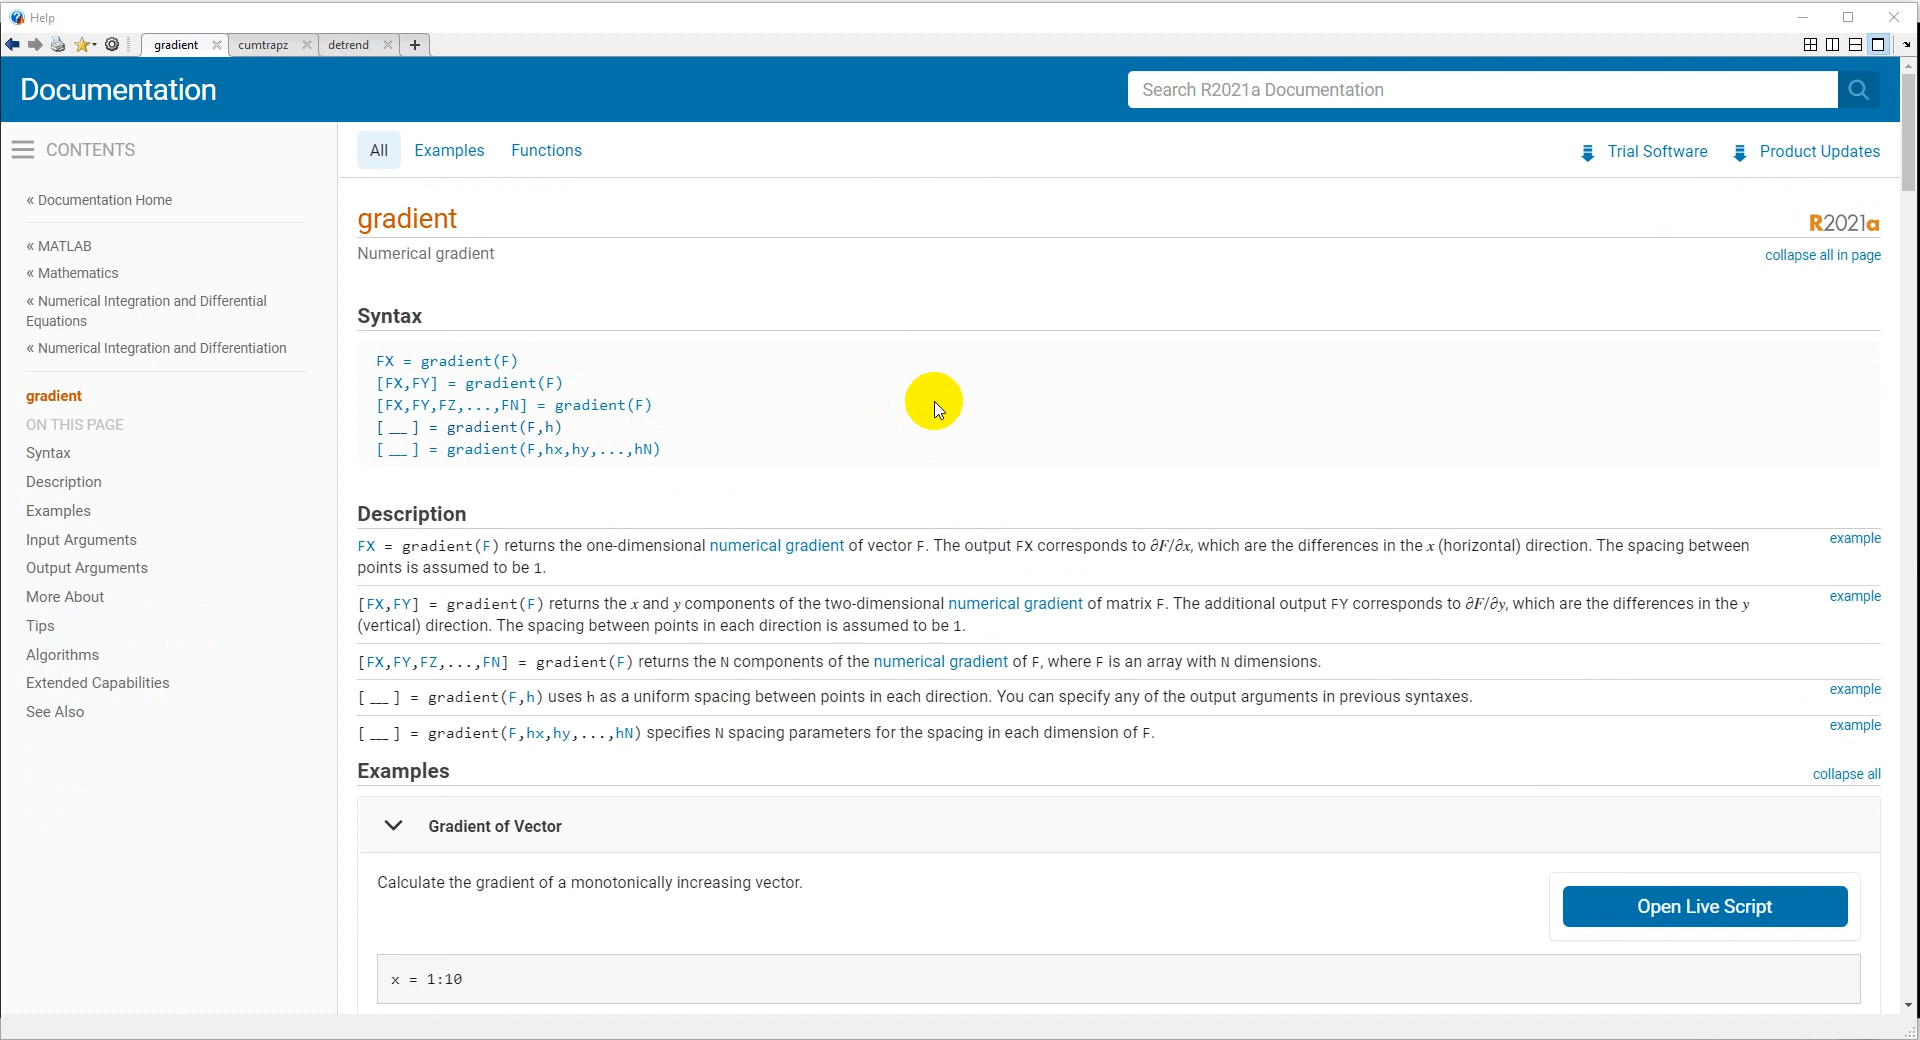 Help
gradient
cumtrapz
detrend
Documentation
Search R2021a Documentation
CONTENTS
All
Examples
Functions
Trial Software
Product Updates
« Documentation Home
« MATLAB
« Mathematics
« Numerical Integration and Differential
Equations
« Numerical Integration and Differentiation
gradient
ON THIS PAGE
Syntax
Description
Examples
Input Arguments
Output Arguments
More About
Tips
Algorithms
Extended Capabilities
See Also
gradient
R2021a
Numerical gradient
collapse all in page
Syntax
FX = gradient(F)
[FX,FY] = gradient(F)
[FX,FY,FZ,...,FN] = gradient(F)
[ __ ] = gradient(F,h)
[ __ ] = gradient(F,hx,hy,...,hN)
Description
FX = gradient(F) returns the one-dimensional numerical gradient of vector F. The output FX corresponds to ∂F/∂x, which are the differences in the x (horizontal) direction. The spacing between
points is assumed to be 1.
example
[FX,FY] = gradient(F) returns the x and y components of the two-dimensional numerical gradient of matrix F. The additional output FY corresponds to ∂F/∂y, which are the differences in the y
(vertical) direction. The spacing between points in each direction is assumed to be 1.
example
[FX,FY,FZ,...,FN] = gradient(F) returns the N components of the numerical gradient of F, where F is an array with N dimensions.
[ __ ] = gradient(F,h) uses h as a uniform spacing between points in each direction. You can specify any of the output arguments in previous syntaxes.
example
[ __ ] = gradient(F,hx,hy,...,hN) specifies N spacing parameters for the spacing in each dimension of F.
example
Examples
collapse all
Gradient of Vector
Calculate the gradient of a monotonically increasing vector.
Open Live Script
x = 1:10